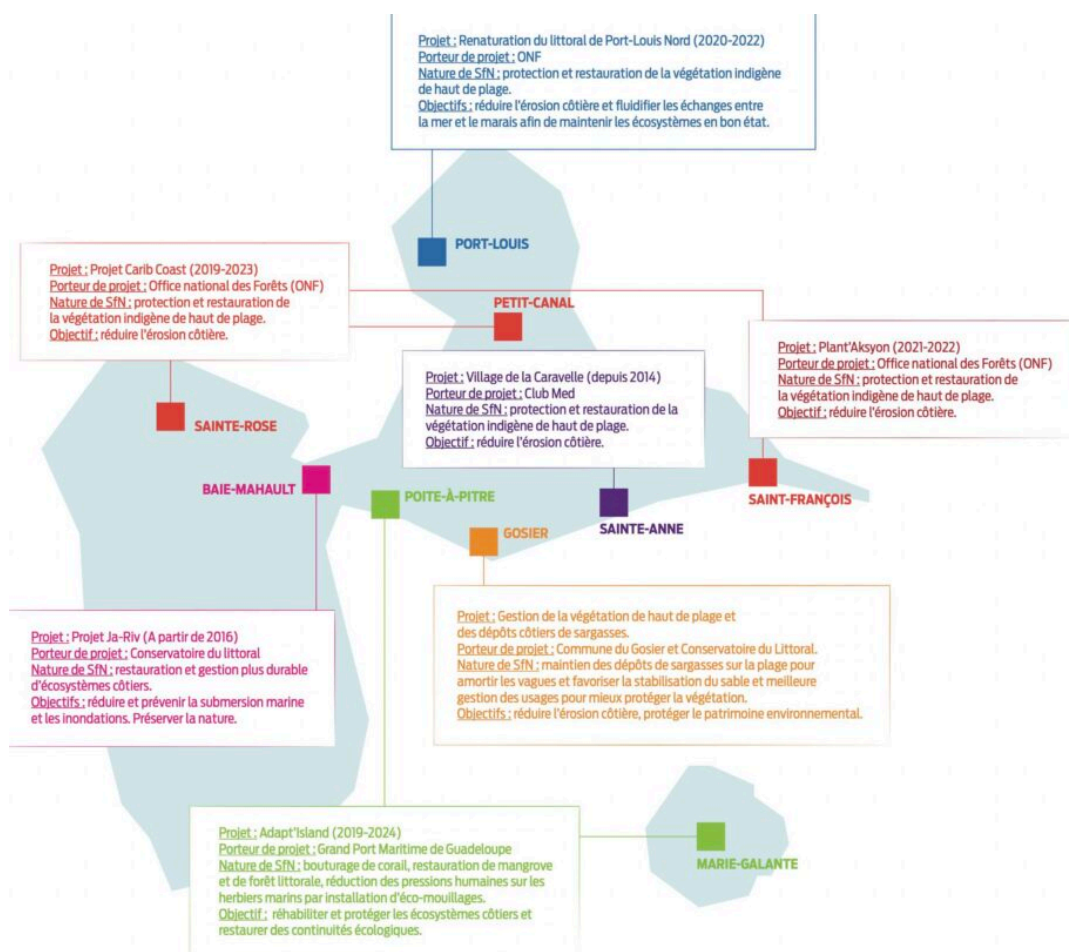 Projet : Renaturation du littoral de Port-Louis Nord (2020-2022)
Porteur de projet : ONF
Nature de SfN : protection et restauration de la végétation indigène
de haut de plage.
Objectifs : réduire l'érosion côtière et fluidifier les échanges entre
la mer et le marais afin de maintenir les écosystèmes en bon état.
PORT-LOUIS
Projet : Projet Carib Coast (2019-2023)
Porteur de projet : Office national des Forêts (ONF)
Nature de SfN : protection et restauration de
la végétation indigène de haut de plage.
Objectif : réduire l'érosion côtière.
PETIT-CANAL
Projet : Plant'Aksyon (2021-2022)
Porteur de projet : Office national des Forêts (ONF)
Nature de SfN : protection et restauration de
la végétation indigène de haut de plage.
Objectif : réduire l'érosion côtière.
Projet : Village de la Caravelle (depuis 2014)
Porteur de projet : Club Med
Nature de SfN : protection et restauration de la
végétation indigène de haut de plage.
Objectif : réduire l'érosion côtière.
SAINTE-ROSE
BAIE-MAHAULT
POITE-À-PITRE
GOSIER
SAINTE-ANNE
SAINT-FRANÇOIS
Projet : Projet Ja-Riv (A partir de 2016)
Porteur de projet : Conservatoire du littoral
Nature de SfN : restauration et gestion plus durable
d'écosystèmes côtiers.
Objectifs : réduire et prévenir la submersion marine
et les inondations. Préserver la nature.
Projet : Gestion de la végétation de haut de plage et
des dépôts côtiers de sargasses.
Porteur de projet : Commune du Gosier et Conservatoire du Littoral.
Nature de SfN : maintien des dépôts de sargasses sur la plage pour
amortir les vagues et favoriser la stabilisation du sable et meilleure
gestion des usages pour mieux protéger la végétation.
Objectifs : réduire l'érosion côtière, protéger le patrimoine environnemental.
Projet : Adapt'Island (2019-2024)
Porteur de projet : Grand Port Maritime de Guadeloupe
Nature de SfN : bouturage de corail, restauration de mangrove
et de forêt littorale, réduction des pressions humaines sur les
herbiers marins par installation d'éco-mouillages.
Objectif : réhabiliter et protéger les écosystèmes côtiers et
restaurer des continuités écologiques.
MARIE-GALANTE